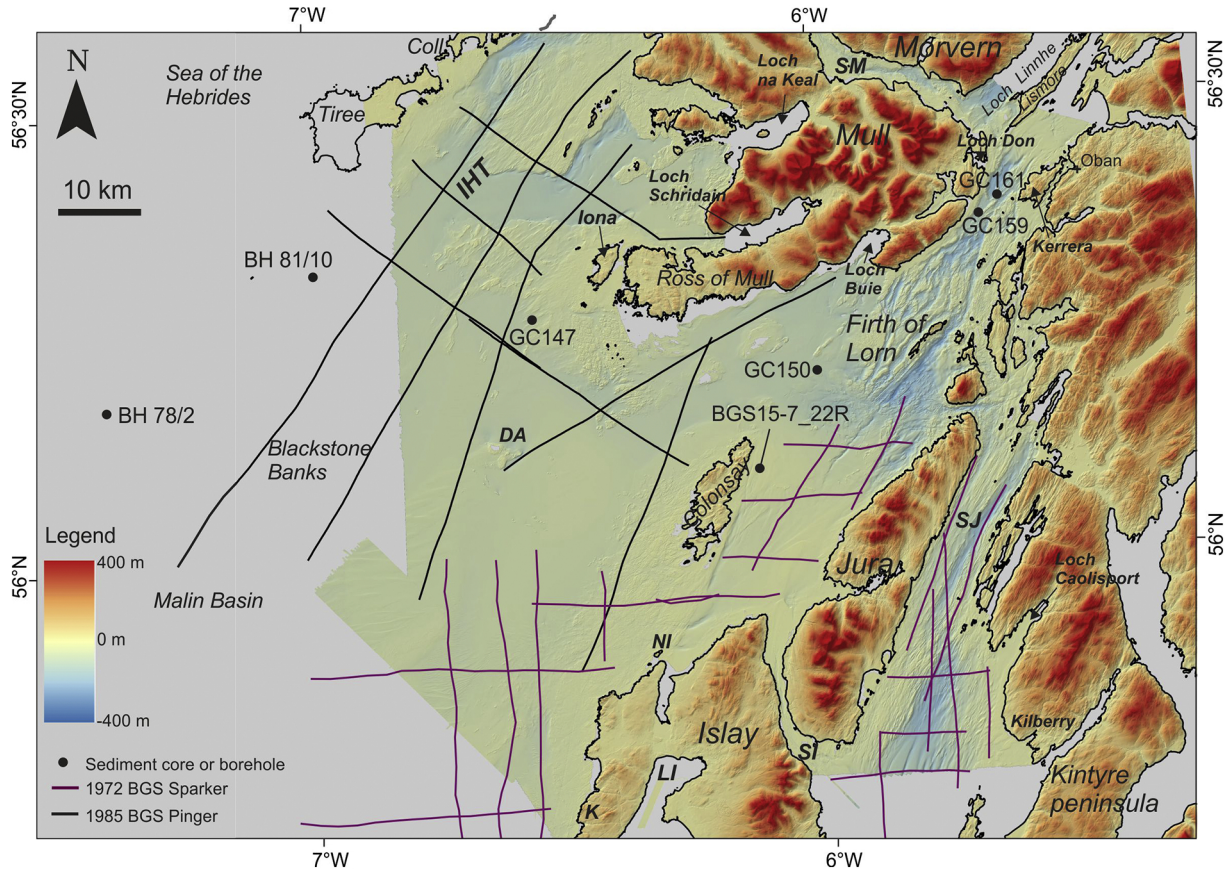 7°W
6°W
N
Sea of the
Hebrides
Coll
Tiree
Morvern
SM
Loch
na Keal
Loch Linnhe
Lismore
56°30'N
56°30'N
10 km
IHT
Mull
Loch Don
Oban
GC161
GC159
Kerrera
Loch
Schridain
Iona
Ross of Mull
Loch
Buie
BH 81/10
GC147
Firth of
Lorn
GC150
BGS15-7_22R
BH 78/2
Blackstone
Banks
DA
Colonsay
SJ
Jura
56°N
56°N
Malin Basin
Loch
Caolisport
NI
Islay
SI
LI
K
Kilberry
Kintyre
peninsula
Legend
400 m
0 m
-400 m
Sediment core or borehole
1972 BGS Sparker
1985 BGS Pinger
7°W
6°W